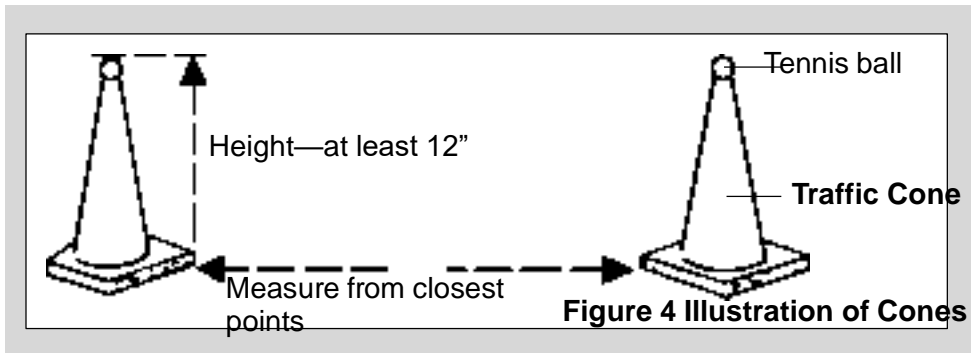 Tennis ball
Height—at least 12”
Traffic Cone
Measure from closest
points
Figure 4 Illustration of Cones